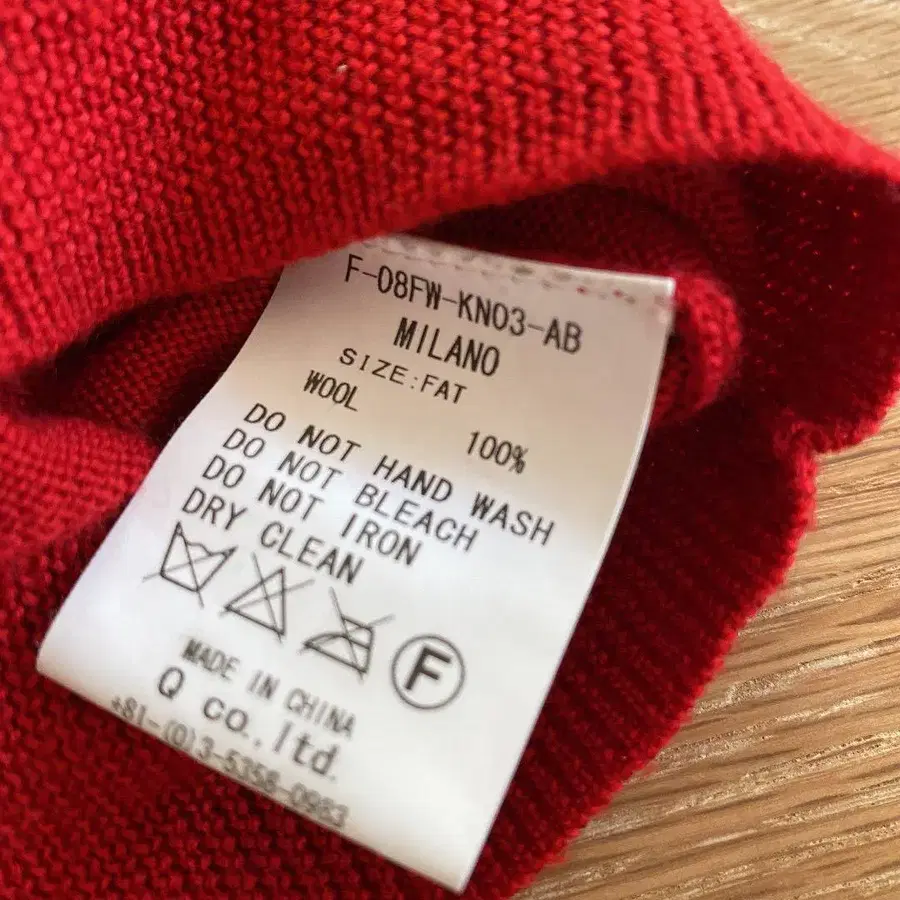 F-08FW-KN03-AB
MILANO
SIZE:FAT
WOOL 100%
DO NOT HAND WASH
DO NOT BLEACH
DO NOT IRON
DRY CLEAN
F
MADE IN CHINA
Q co.,ltd.
+81-(0)3-5358-0983